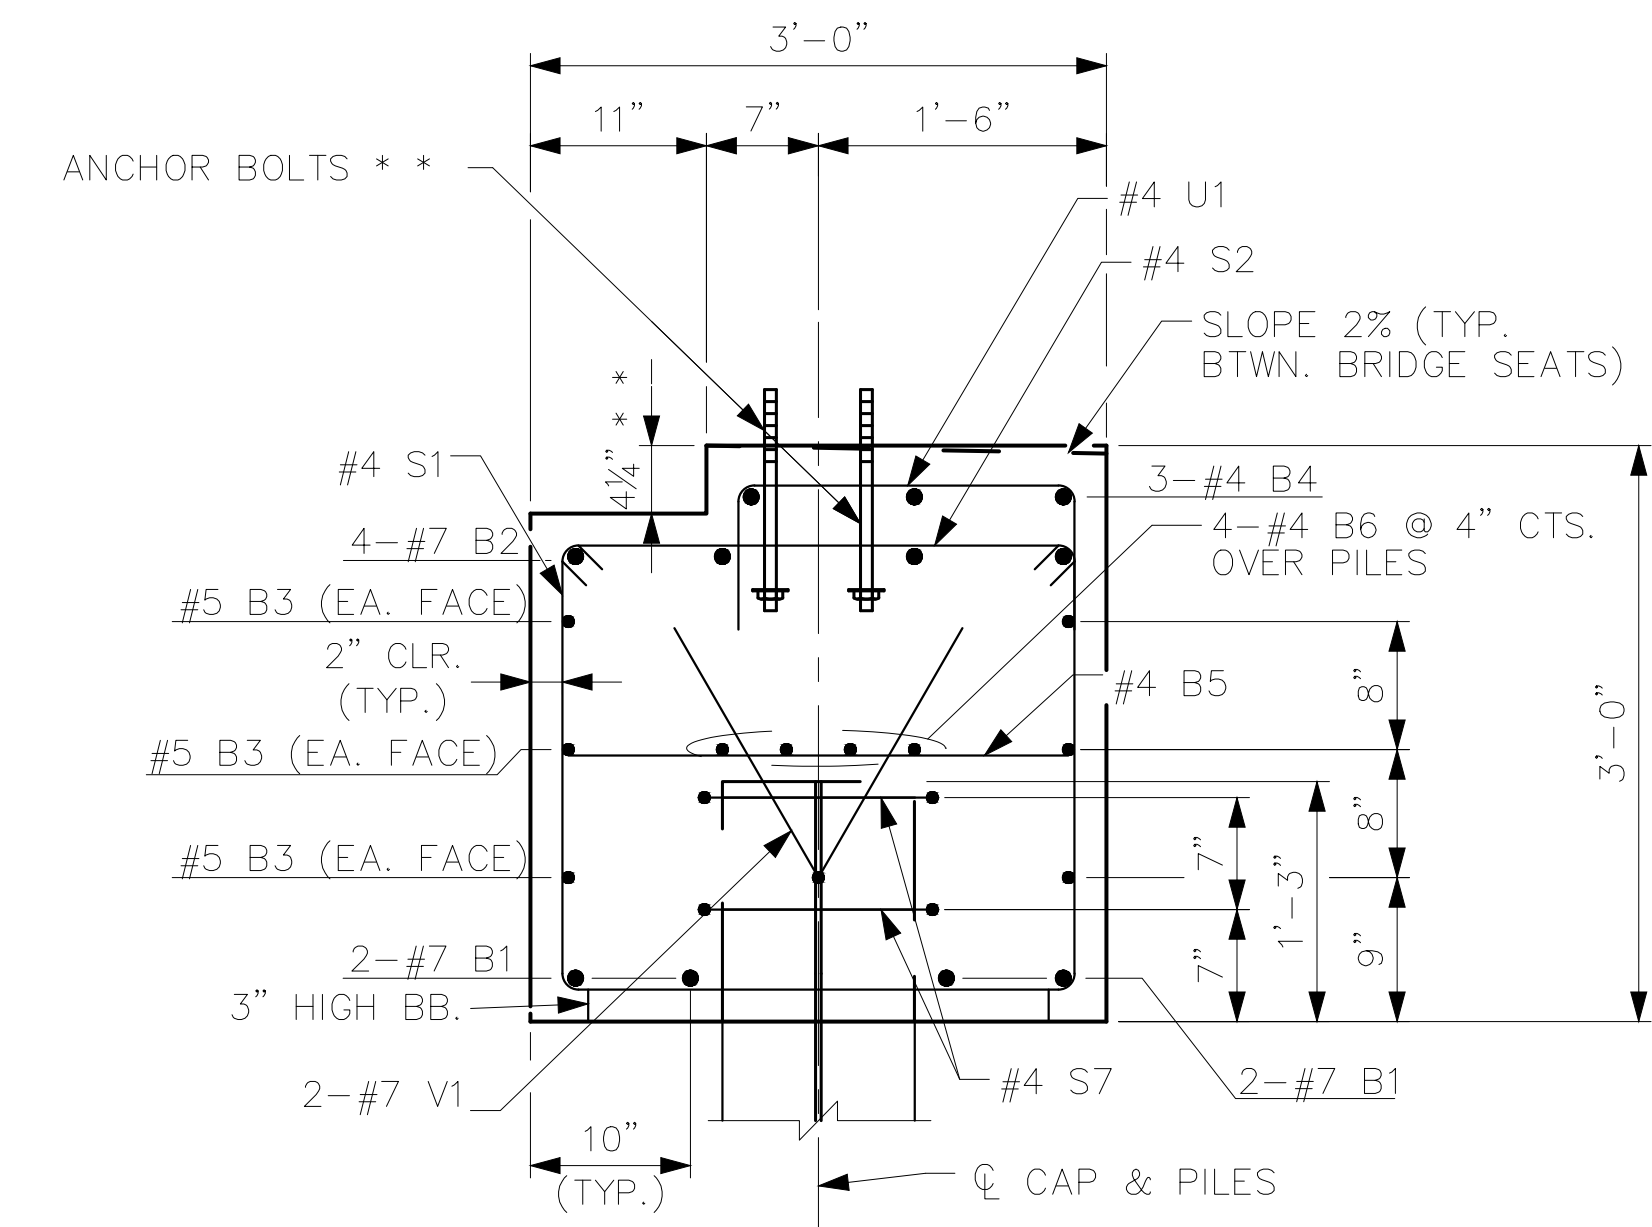 3'-0"
11"
7"
1'-6"
ANCHOR BOLTS * *
#4 U1
#4 S2
SLOPE 2% (TYP.
BTWN. BRIDGE SEATS)
4¼" * *
#4 S1
3-#4 B4
4-#7 B2
4-#4 B6 @ 4" CTS.
OVER PILES
#5 B3 (EA. FACE)
2" CLR.
(TYP.)
#4 B5
8"
3'-0"
#5 B3 (EA. FACE)
8"
7"
1'-3"
#5 B3 (EA. FACE)
2-#7 B1
7"
9"
3" HIGH BB.
2-#7 V1
#4 S7
2-#7 B1
10"
(TYP.)
℄ CAP & PILES